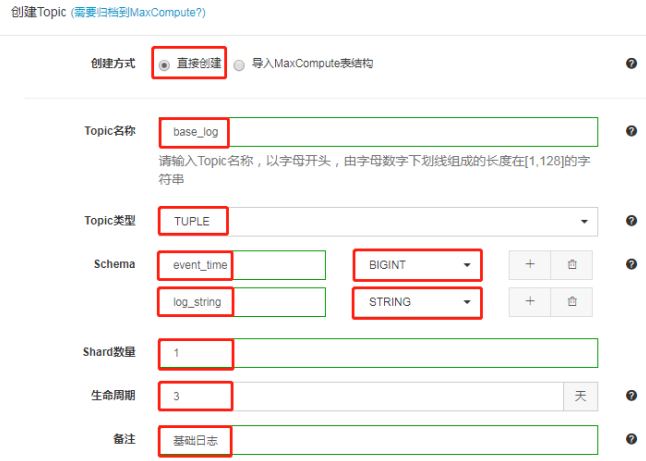 创建Topic (需要归档到MaxCompute?)
创建方式 直接创建 导入MaxCompute表结构
Topic名称 base_log
请输入Topic名称，以字母开头，由字母数字下划线组成的长度在[1,128]的字
符串
Topic类型 TUPLE
Schema event_time BIGINT +
log_string STRING +
Shard数量 1
生命周期 3 天
备注 基础日志